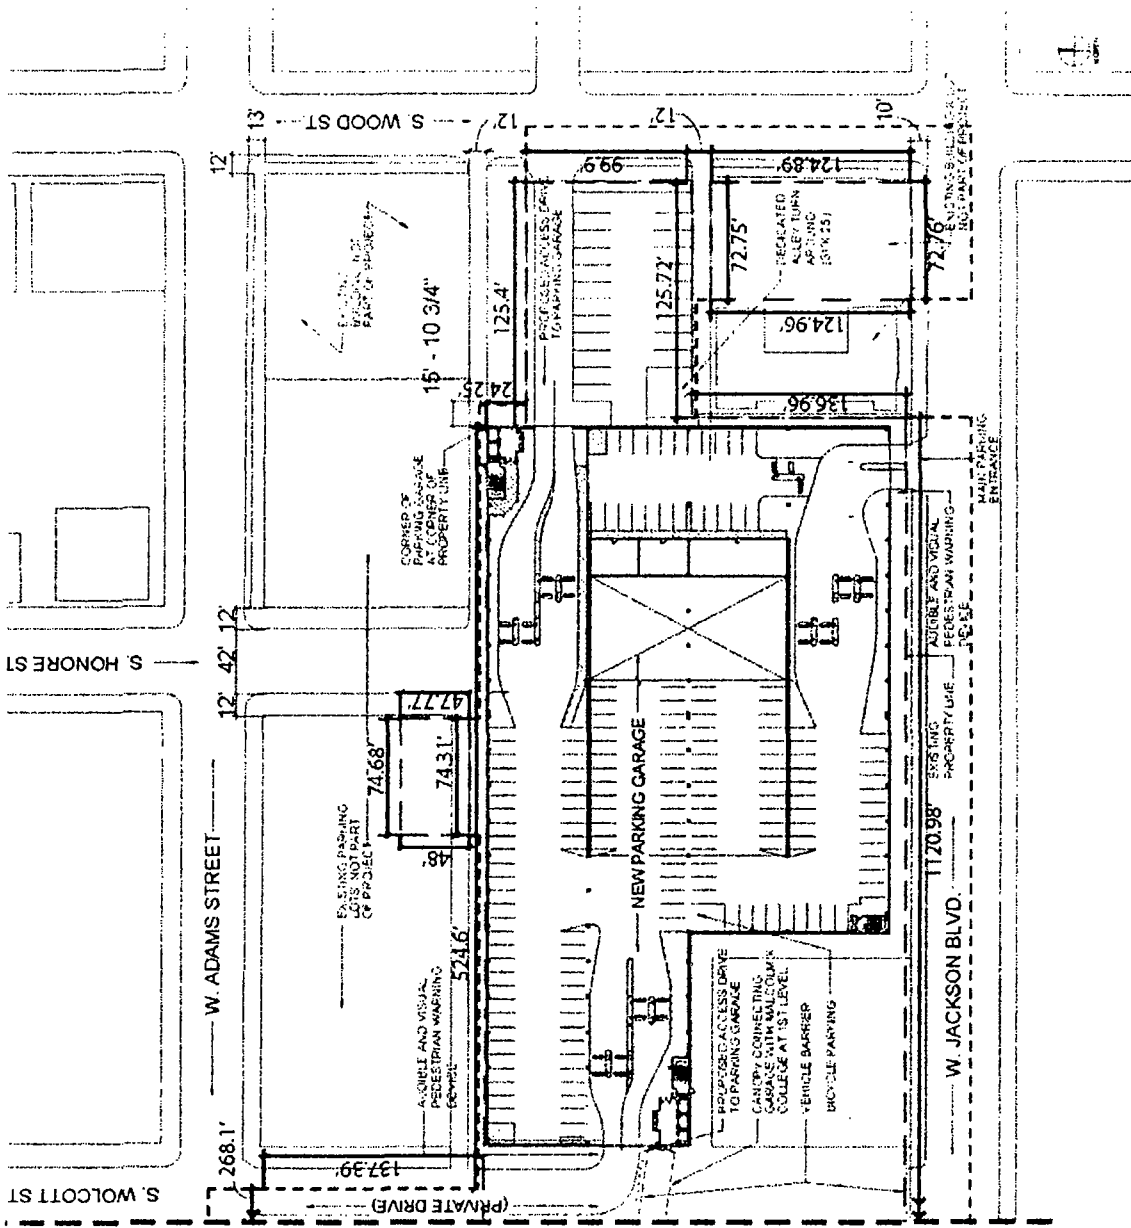 S. WOOD ST.
13'
12'
12'
12'
10'
99.9'
124.89'
EXISTING BUILDING
NOT PART OF PROJECT
PROPOSED ACCESS DRIVE
TO PARKING GARAGE
DEDICATED
ALLEY TURN
AROUND
72.75'
72.76'
125.4'
125.72'
124.96'
136.96'
15' - 10 3/4"
24.25'
PART OF PROJECT
CORNER OF
PARKING GARAGE
AT CORNER OF
PROPERTY LINE
MAIN PARKING
ENTRANCE
AUDIBLE AND VISUAL
PEDESTRIAN WARNING
DEVICE
S. HONORE ST
12'
42'
12'
47.77'
74.68'
74.31'
48'
NEW PARKING GARAGE
EXISTING
PROPERTY LINE
1120.98'
W. ADAMS STREET
EXISTING PARKING
LOTS NOT PART
OF PROJECT
524.6'
AUDIBLE AND VISUAL
PEDESTRIAN WARNING
DEVICE
PROPOSED ACCESS DRIVE
TO PARKING GARAGE
CANOPY CONNECTING
GARAGE WITH MALCOLM X
COLLEGE AT 1ST LEVEL
VEHICLE BARRIER
BICYCLE PARKING
W. JACKSON BLVD.
268.1'
137.39'
(PRIVATE DRIVE)
S. WOLCOTT ST